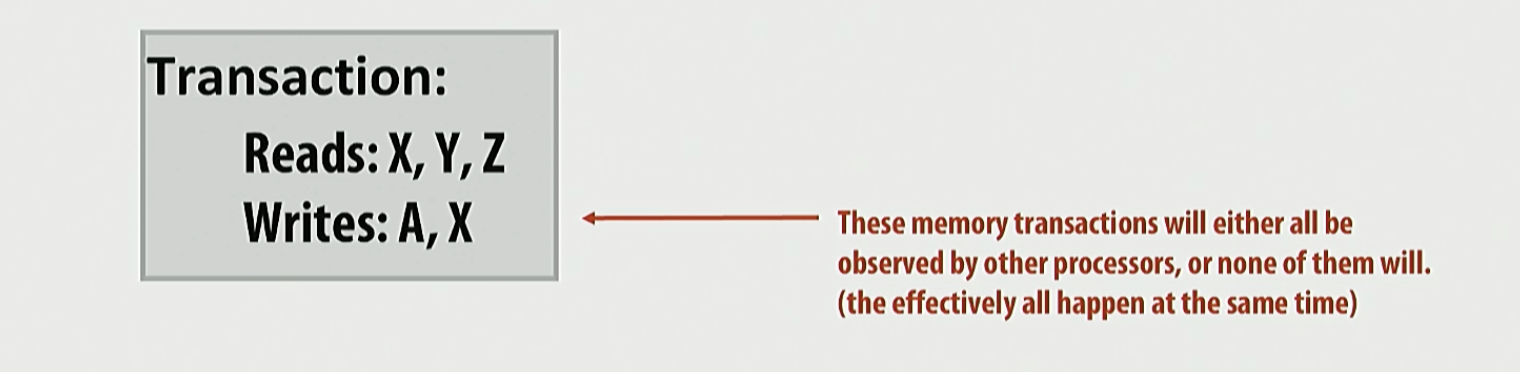 Transaction:
Reads: X, Y, Z
Writes: A, X
These memory transactions will either all be
observed by other processors, or none of them will.
(the effectively all happen at the same time)